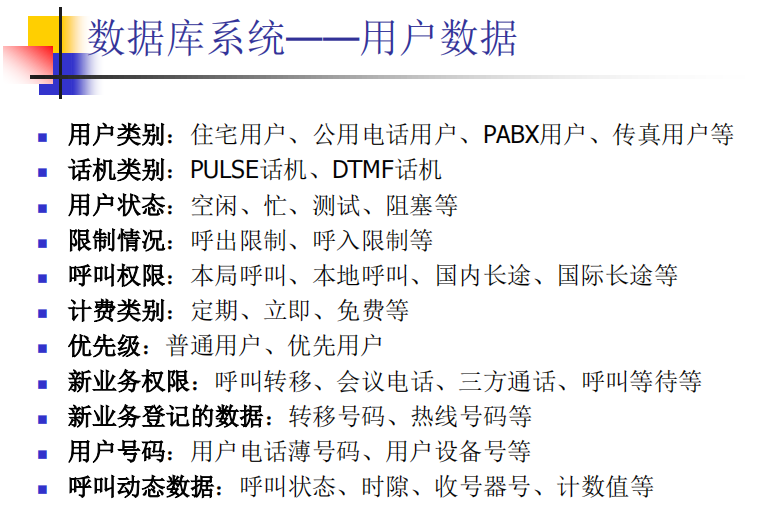 数据库系统——用户数据
用户类别：住宅用户、公用电话用户、PABX用户、传真用户等
话机类别：PULSE话机、DTMF话机
用户状态：空闲、忙、测试、阻塞等
限制情况：呼出限制、呼入限制等
呼叫权限：本局呼叫、本地呼叫、国内长途、国际长途等
计费类别：定期、立即、免费等
优先级：普通用户、优先用户
新业务权限：呼叫转移、会议电话、三方通话、呼叫等待等
新业务登记的数据：转移号码、热线号码等
用户号码：用户电话薄号码、用户设备号等
呼叫动态数据：呼叫状态、时隙、收号器号、计数值等